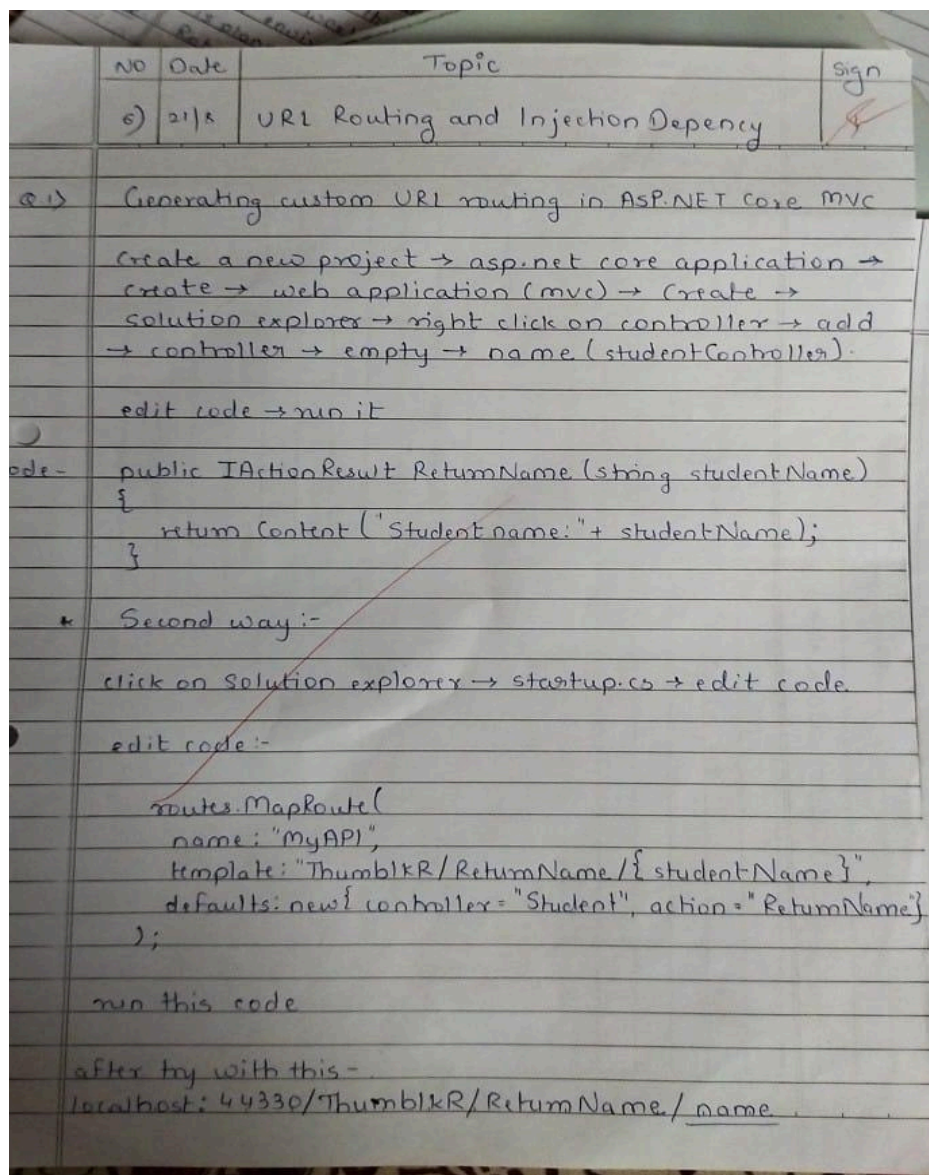 NO Date Topic Sign
6) 21/8 URL Routing and Injection Depency
Q.1) Generating custom URL routing in ASP.NET Core MVC
Create a new project → asp.net core application →
create → web application (mvc) → Create →
solution explorer → right click on controller → add
→ controller → empty → name (studentController).
edit code → run it
ode - public IActionResult ReturnName (string studentName)
{
return Content ("Student name:" + studentName);
}
* Second way :-
click on solution explorer → startup.cs → edit code
edit code :-
routes.MapRoute(
name: "MyAPI",
template: "ThumblkR/ReturnName/{studentName}",
defaults: new{ controller = "Student", action = "ReturnName"}
);
run this code
after try with this -
localhost: 44330/ThumblkR/ReturnName/name